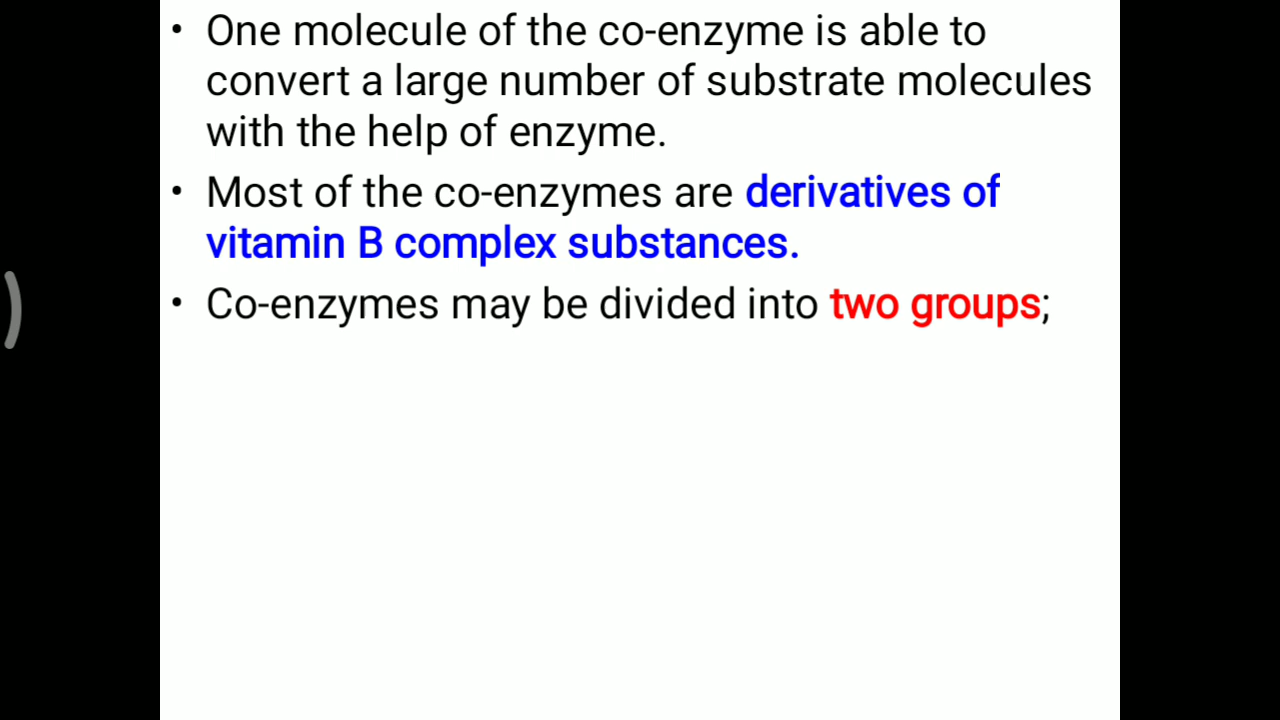 • One molecule of the co-enzyme is able to
convert a large number of substrate molecules
with the help of enzyme.
• Most of the co-enzymes are derivatives of
vitamin B complex substances.
• Co-enzymes may be divided into two groups;